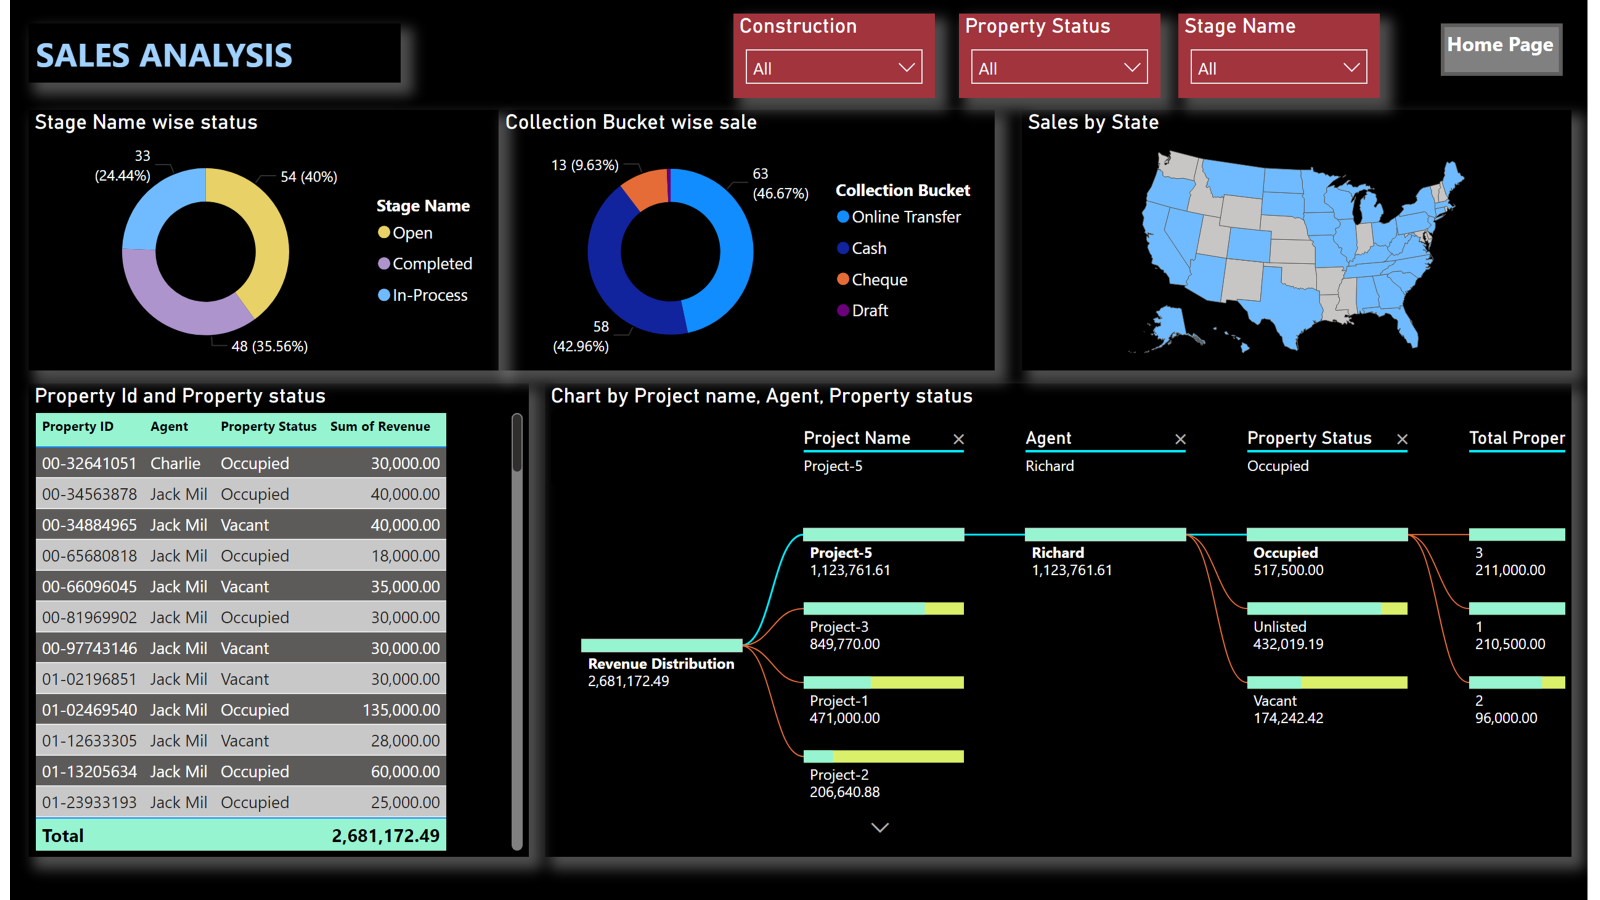 SALES ANALYSIS
Construction
All
Property Status
All
Stage Name
All
Home Page
Stage Name wise status
33
(24.44%)
54 (40%)
48 (35.56%)
Stage Name
Open
Completed
In-Process
Collection Bucket wise sale
13 (9.63%)
63
(46.67%)
58
(42.96%)
Collection Bucket
Online Transfer
Cash
Cheque
Draft
Sales by State
Property Id and Property status
Property ID Agent Property Status Sum of Revenue
00-32641051 Charlie Occupied 30,000.00
00-34563878 Jack Mil Occupied 40,000.00
00-34884965 Jack Mil Vacant 40,000.00
00-65680818 Jack Mil Occupied 18,000.00
00-66096045 Jack Mil Vacant 35,000.00
00-81969902 Jack Mil Occupied 30,000.00
00-97743146 Jack Mil Vacant 30,000.00
01-02196851 Jack Mil Vacant 30,000.00
01-02469540 Jack Mil Occupied 135,000.00
01-12633305 Jack Mil Vacant 28,000.00
01-13205634 Jack Mil Occupied 60,000.00
01-23933193 Jack Mil Occupied 25,000.00
Total 2,681,172.49
Chart by Project name, Agent, Property status
Project Name
Project-5
Agent
Richard
Property Status
Occupied
Total Proper
Revenue Distribution
2,681,172.49
Project-5
1,123,761.61
Project-3
849,770.00
Project-1
471,000.00
Project-2
206,640.88
Richard
1,123,761.61
Occupied
517,500.00
Unlisted
432,019.19
Vacant
174,242.42
3
211,000.00
1
210,500.00
2
96,000.00